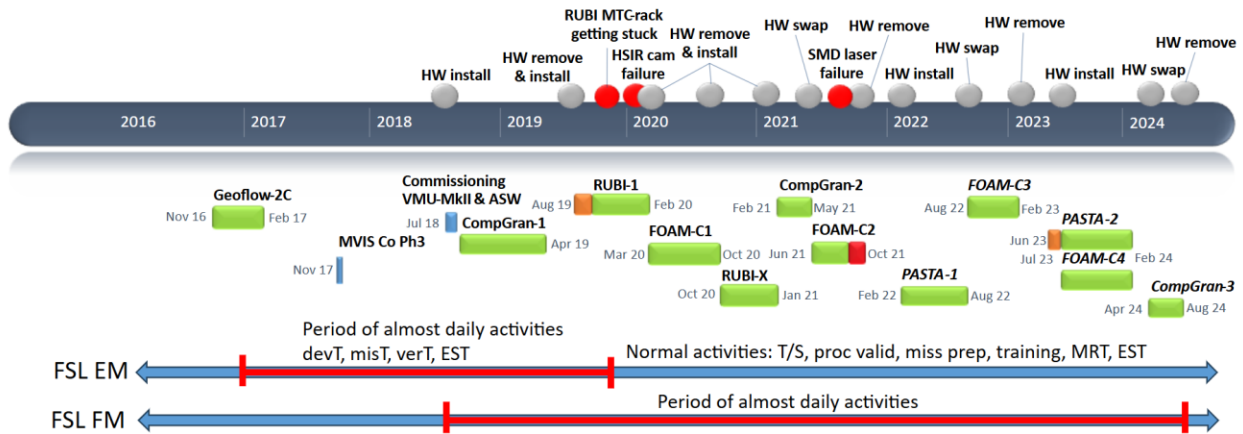 RUBI MTC-rack
getting stuck
HW remove
& install
HSIR cam
failure
HW remove
& install
HW swap
SMD laser
failure
HW remove
HW swap
HW remove
HW install
HW install
HW install
HW swap
HW remove
2016
2017
2018
2019
2020
2021
2022
2023
2024
Geoflow-2C
Nov 16
Feb 17
MVIS Co Ph3
Nov 17
Commissioning
VMU-MkII & ASW
Jul 18
CompGran-1
Apr 19
RUBI-1
Aug 19
Feb 20
FOAM-C1
Mar 20
Oct 20
RUBI-X
Oct 20
Jan 21
CompGran-2
Feb 21
May 21
FOAM-C2
Jun 21
Oct 21
PASTA-1
Feb 22
Aug 22
FOAM-C3
Aug 22
Feb 23
PASTA-2
Jun 23
Jul 23
Feb 24
FOAM-C4
CompGran-3
Apr 24
Aug 24
Period of almost daily activities
devT, misT, verT, EST
Normal activities: T/S, proc valid, miss prep, training, MRT, EST
FSL EM
Period of almost daily activities
FSL FM